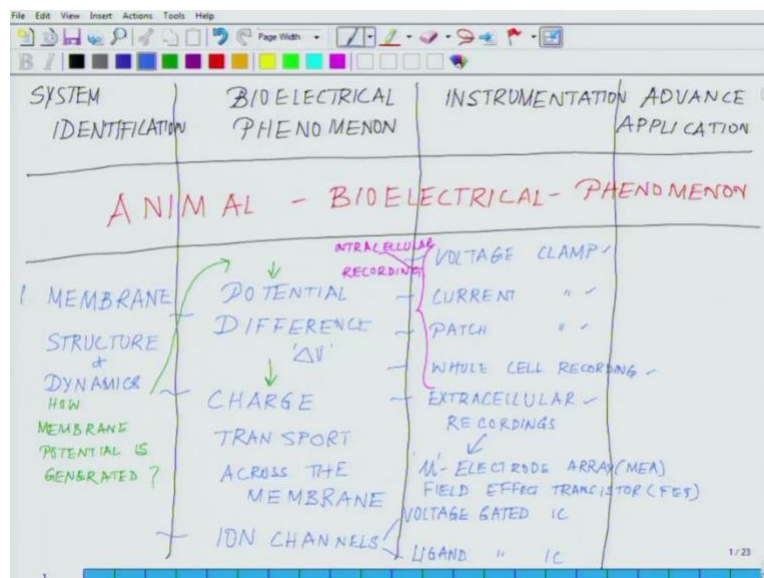 File Edit View Insert Actions Tools Help
Page Width
B I
SYSTEM
IDENTIFICATION
BIOELECTRICAL
PHENOMENON
INSTRUMENTATION
ADVANCE
APPLICATION
ANIMAL - BIOELECTRICAL - PHENOMENON
1 MEMBRANE
STRUCTURE
&
DYNAMICS
HOW
MEMBRANE
POTENTIAL IS
GENERATED ?
POTENTIAL
DIFFERENCE
'ΔV'
CHARGE
TRANSPORT
ACROSS THE
MEMBRANE
ION CHANNELS
INTRACELLULAR
RECORDING
- VOLTAGE CLAMP ✓
- CURRENT " ✓
- PATCH " ✓
- WHOLE CELL RECORDING ✓
- EXTRACELLULAR ✓
RECORDINGS
'M'-ELECTRODE ARRAY (MEA)
FIELD EFFECT TRANCISTOR (FET)
VOLTAGE GATED IC
LIGAND " IC
1 / 23
1